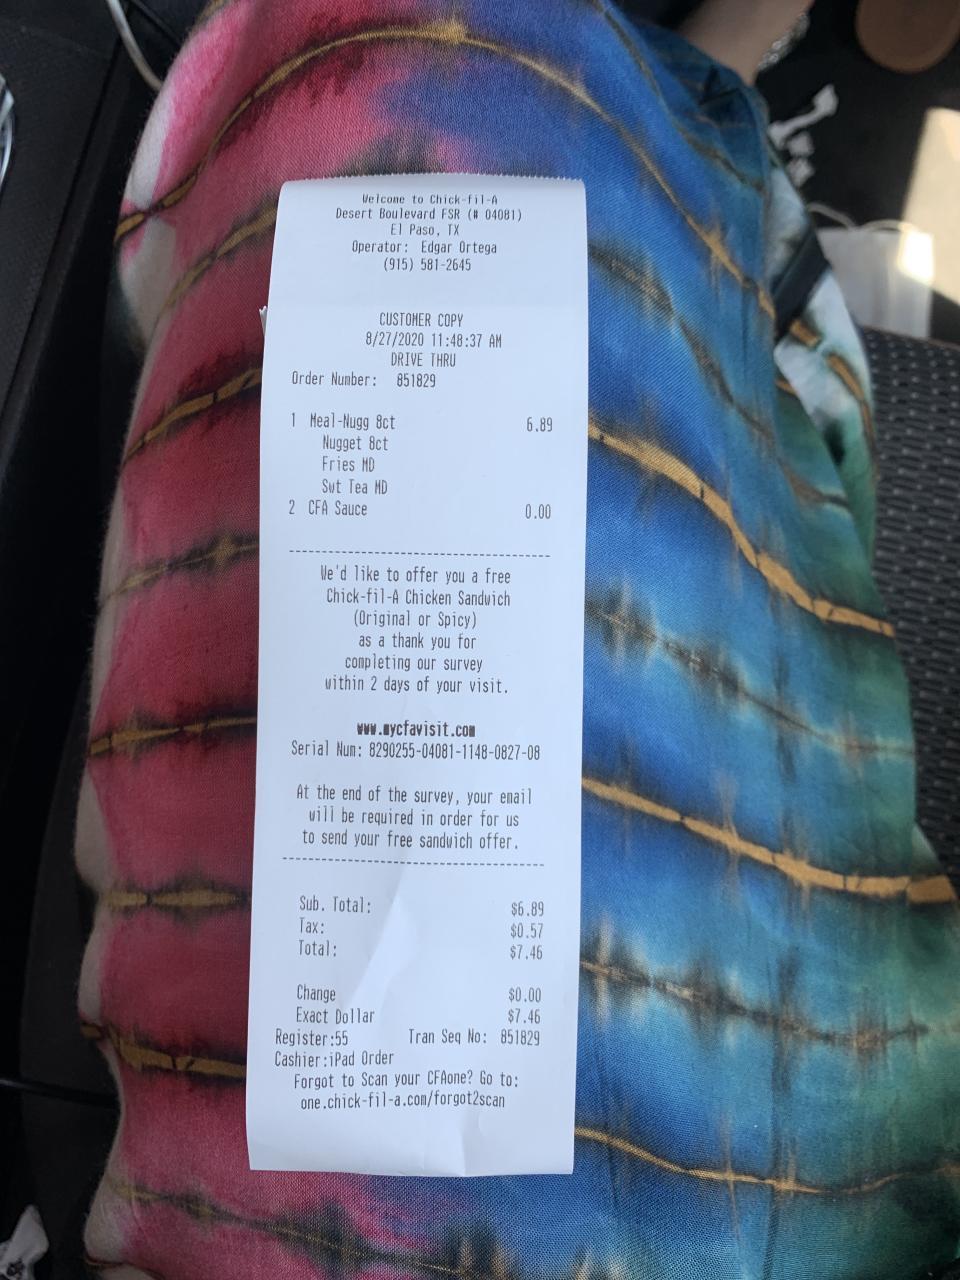 Welcome to Chick-fil-A
Desert Boulevard FSR (# 04081)
El Paso, TX
Operator: Edgar Ortega
(915) 581-2645
CUSTOMER COPY
8/27/2020 11:48:37 AM
DRIVE THRU
Order Number: 851829
1 Meal-Nugg 8ct 6.89
Nugget 8ct
Fries MD
Swt Tea MD
2 CFA Sauce 0.00
------------------------------------------------
We'd like to offer you a free
Chick-fil-A Chicken Sandwich
(Original or Spicy)
as a thank you for
completing our survey
within 2 days of your visit.
www.mycfavisit.com
Serial Num: 8290255-04081-1148-0827-08
At the end of the survey, your email
will be required in order for us
to send your free sandwich offer.
------------------------------------------------
Sub. Total: $6.89
Tax: $0.57
Total: $7.46
Change $0.00
Exact Dollar $7.46
Register:55 Tran Seq No: 851829
Cashier:iPad Order
Forgot to Scan your CFAone? Go to:
one.chick-fil-a.com/forgot2scan